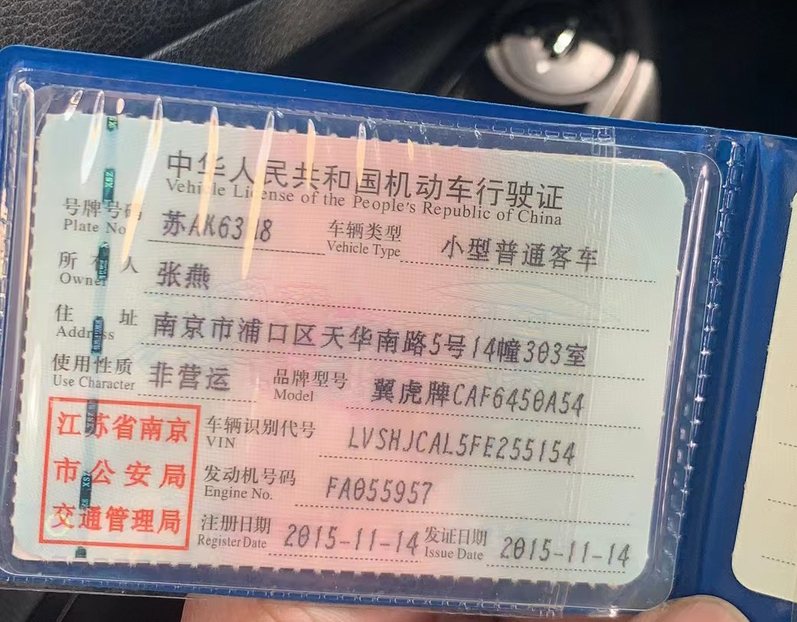 中华人民共和国机动车行驶证
Vehicle License of the People's Republic of China
号牌号码 车辆类型 小型普通客车
Plate No. Vehicle Type
所有人 张燕
Owner
住址 南京市浦口区天华南路5号14幢303室
Address
使用性质 非营运 品牌型号 翼虎牌CAF6450A54
Use Character Model
江苏省南京
市公安局
交通管理局
车辆识别代号 LVSHJCAL5FE255154
VIN
发动机号码 FA055957
Engine No.
注册日期 2015-11-14 发证日期 2015-11-14
Register Date Issue Date